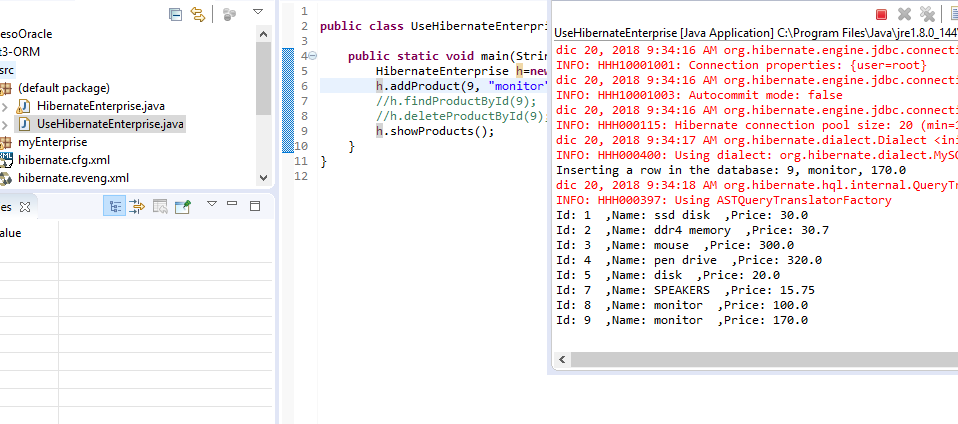 esoOracle
t3-ORM
src
(default package)
HibernateEnterprise.java
UseHibernateEnterprise.java
myEnterprise
hibernate.cfg.xml
hibernate.reveng.xml
es
alue
1
2 public class UseHibernateEnterpri
3
4 public static void main(Strin
5 HibernateEnterprise h=new
6 h.addProduct(9, "monitor"
7 //h.findProductById(9);
8 //h.deleteProductById(9)
9 h.showProducts();
10 }
11 }
12
UseHibernateEnterprise [Java Application] C:\Program Files\Java\jre1.8.0_144\
dic 20, 2018 9:34:16 AM org.hibernate.engine.jdbc.connecti
INFO: HHH10001001: Connection properties: {user=root}
dic 20, 2018 9:34:16 AM org.hibernate.engine.jdbc.connecti
INFO: HHH10001003: Autocommit mode: false
dic 20, 2018 9:34:16 AM org.hibernate.engine.jdbc.connecti
INFO: HHH000115: Hibernate connection pool size: 20 (min=1
dic 20, 2018 9:34:17 AM org.hibernate.dialect.Dialect <ini
INFO: HHH000400: Using dialect: org.hibernate.dialect.MySQ
Inserting a row in the database: 9, monitor, 170.0
dic 20, 2018 9:34:18 AM org.hibernate.hql.internal.QueryTr
INFO: HHH000397: Using ASTQueryTranslatorFactory
Id: 1 ,Name: ssd disk ,Price: 30.0
Id: 2 ,Name: ddr4 memory ,Price: 30.7
Id: 3 ,Name: mouse ,Price: 300.0
Id: 4 ,Name: pen drive ,Price: 320.0
Id: 5 ,Name: disk ,Price: 20.0
Id: 7 ,Name: SPEAKERS ,Price: 15.75
Id: 8 ,Name: monitor ,Price: 100.0
Id: 9 ,Name: monitor ,Price: 170.0